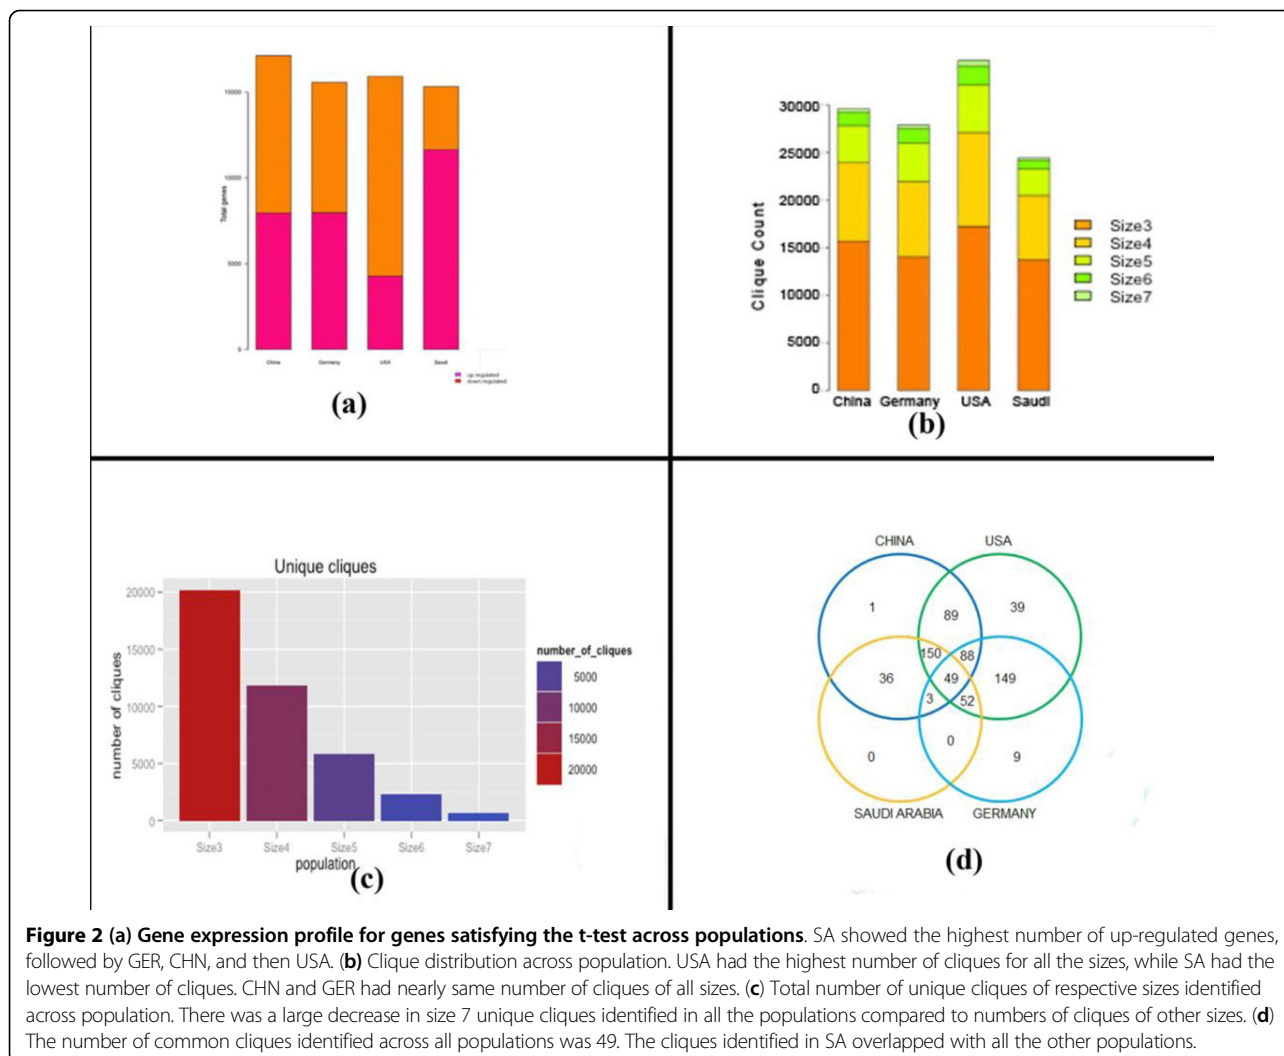 15000
10000
5000
0
Total genes
China Germany USA Saudi
up regulated
down regulated
(a)
30000
25000
20000
15000
10000
5000
0
Clique Count
China Germany USA Saudi
Size3
Size4
Size5
Size6
Size7
(b)
Unique cliques
20000
15000
10000
5000
0
number of cliques
Size3 Size4 Size5 Size6 Size7
population
number_of_cliques
5000
10000
15000
20000
(c)
CHINA USA
1 89 39
150 88
36 49 149
3 52
0 0 9
SAUDI ARABIA GERMANY
(d)
Figure 2 (a) Gene expression profile for genes satisfying the t-test across populations. SA showed the highest number of up-regulated genes,
followed by GER, CHN, and then USA. (b) Clique distribution across population. USA had the highest number of cliques for all the sizes, while SA had the
lowest number of cliques. CHN and GER had nearly same number of cliques of all sizes. (c) Total number of unique cliques of respective sizes identified
across population. There was a large decrease in size 7 unique cliques identified in all the populations compared to numbers of cliques of other sizes. (d)
The number of common cliques identified across all populations was 49. The cliques identified in SA overlapped with all the other populations.